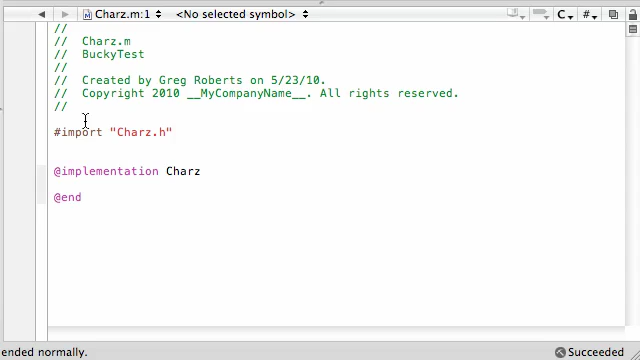 Charz.m:1 <No selected symbol> C #
//
// Charz.m
// BuckyTest
//
// Created by Greg Roberts on 5/23/10.
// Copyright 2010 __MyCompanyName__. All rights reserved.
//
#import "Charz.h"
@implementation Charz
@end
ended normally. Succeeded